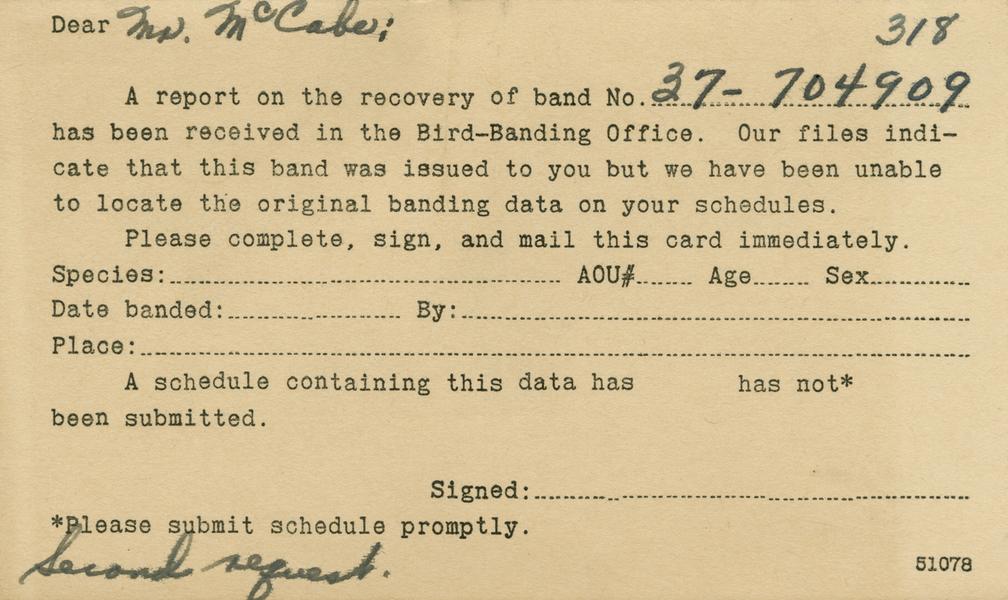 Dear Mr. McCabe;
318
A report on the recovery of band No. 37-704909
has been received in the Bird-Banding Office. Our files indi-
cate that this band was issued to you but we have been unable
to locate the original banding data on your schedules.
Please complete, sign, and mail this card immediately.
Species: AOU# Age Sex
Date banded: By:
Place:
A schedule containing this data has has not*
been submitted.
Signed:
*Please submit schedule promptly.
Second request.
51078